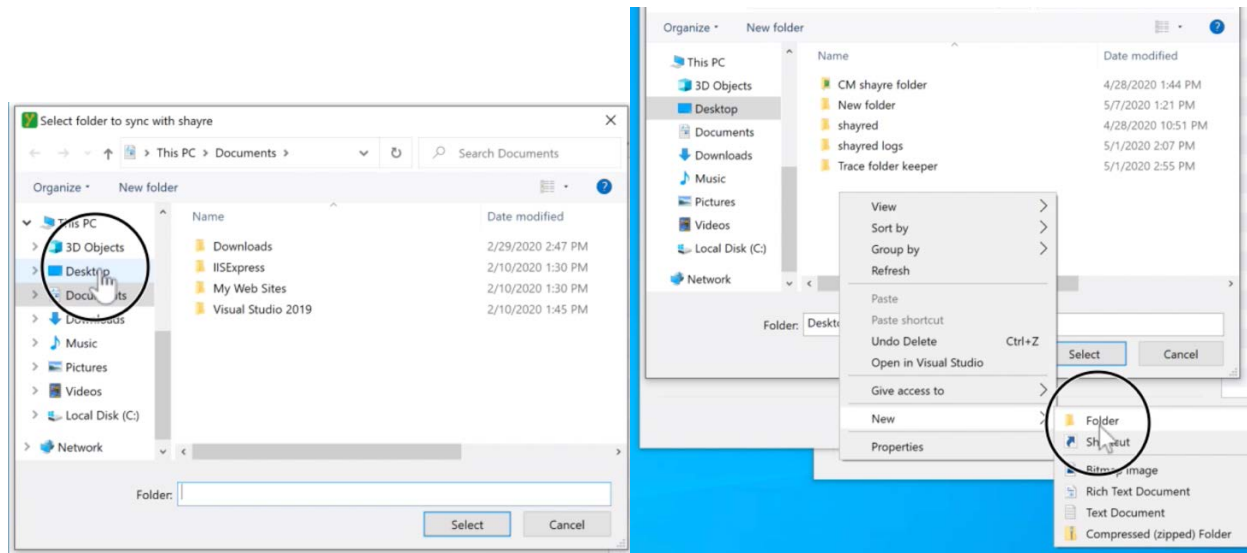 Select folder to sync with shayre
This PC > Documents >
Search Documents
Organize
New folder
Name
Date modified
This PC
3D Objects
Desktop
Documents
Downloads
Music
Pictures
Videos
Local Disk (C:)
Network
Downloads 2/29/2020 2:47 PM
IISExpress 2/10/2020 1:30 PM
My Web Sites 2/10/2020 1:30 PM
Visual Studio 2019 2/10/2020 1:45 PM
Folder:
Select
Cancel
Organize
New folder
Name
Date modified
This PC
3D Objects
Desktop
Documents
Downloads
Music
Pictures
Videos
Local Disk (C:)
Network
CM shayre folder 4/28/2020 1:44 PM
New folder 5/7/2020 1:21 PM
shayred 4/28/2020 10:51 PM
shayred logs 5/1/2020 2:07 PM
Trace folder keeper 5/1/2020 2:55 PM
Folder: Deskto
Select
Cancel
View
Sort by
Group by
Refresh
Paste
Paste shortcut
Undo Delete Ctrl+Z
Open in Visual Studio
Give access to
New
Properties
Folder
Shortcut
Bitmap image
Rich Text Document
Text Document
Compressed (zipped) Folder